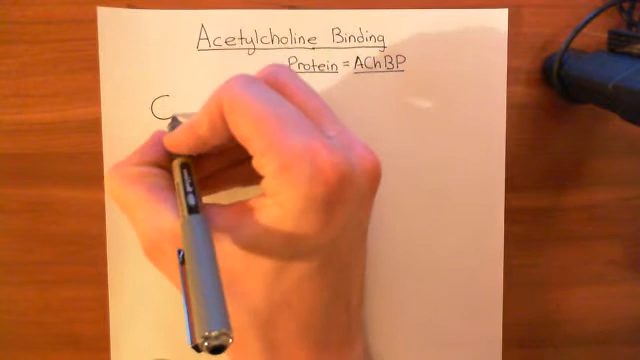 Acetylcholine Binding
Protein = AChBP
C